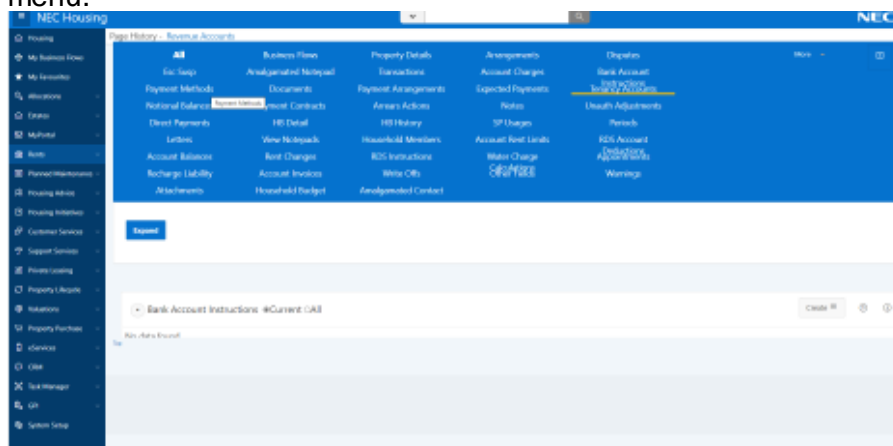 menu.
NEC Housing
NEC
Page History - Revenue Accounts
Housing
My Business Flows
My Favourites
Allocations
Estates
MyPortal
Rents
Planned Maintenance
Housing Advice
Housing Initiatives
Customer Services
Support Services
Private Leasing
Property Lifecycle
Valuations
Property Purchase
eServices
CRM
Task Manager
GPI
System Setup
All Business Flows Property Details Arrangements Disputes More
Esc Susp Amalgamated Notepad Transactions Account Charges Bank Account Instructions
Payment Methods Documents Payment Arrangements Expected Payments Tenancy Accounts
Notional Balances Payment Methods yment Contracts Arrears Actions Notes Unauth Adjustments
Direct Payments HB Detail HB History SP Usages Periods
Letters View Notepads Household Members Account Rent Limits RDS Account Deductions
Account Balances Rent Changes RDS Instructions Water Charge Calculations Appointments
Recharge Liability Account Invoices Write Offs Other Fields Warnings
Attachments Household Budget Amalgamated Contact
Expand
Bank Account Instructions Current All
Create
No data found
Top